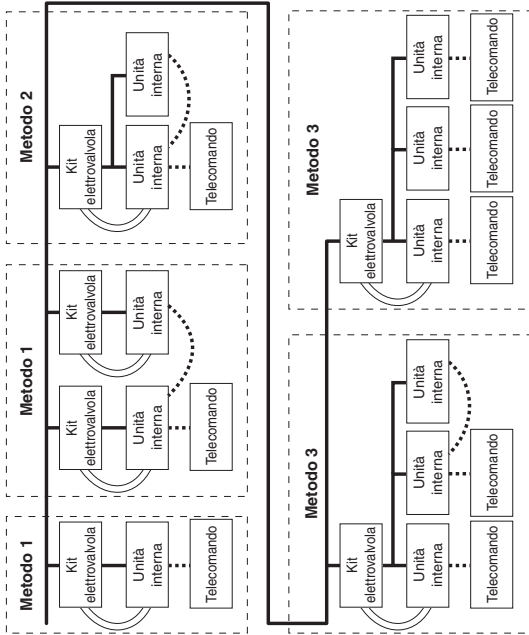 Metodo 1
Kit
elettrovalvola
Unità
interna
Telecomando
Metodo 1
Kit
elettrovalvola
Kit
elettrovalvola
Unità
interna
Unità
interna
Telecomando
Metodo 2
Kit
elettrovalvola
Unità
interna
Unità
interna
Telecomando
Metodo 3
Kit
elettrovalvola
Unità
interna
Unità
interna
Unità
interna
Telecomando
Telecomando
Metodo 3
Kit
elettrovalvola
Unità
interna
Unità
interna
Unità
interna
Telecomando
Telecomando
Telecomando